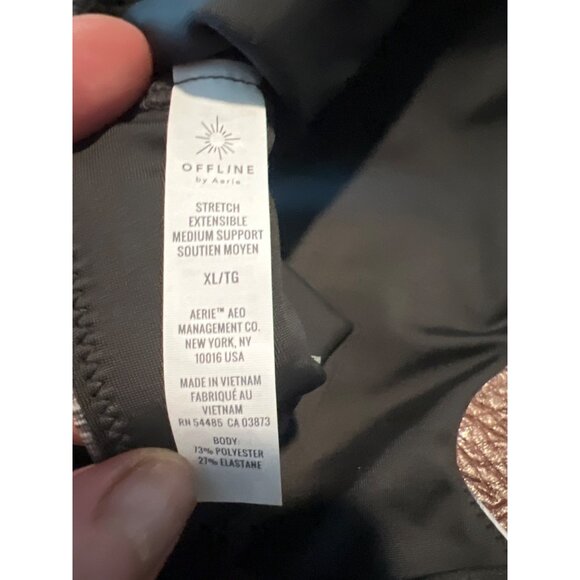 OFFLINE
by Aerie
STRETCH
EXTENSIBLE
MEDIUM SUPPORT
SOUTIEN MOYEN
XL/TG
AERIE™ AEO
MANAGEMENT CO.
NEW YORK, NY
10016 USA
MADE IN VIETNAM
FABRIQUÉ AU
VIETNAM
RN 54485 CA 03873
BODY:
73% POLYESTER
27% ELASTANE